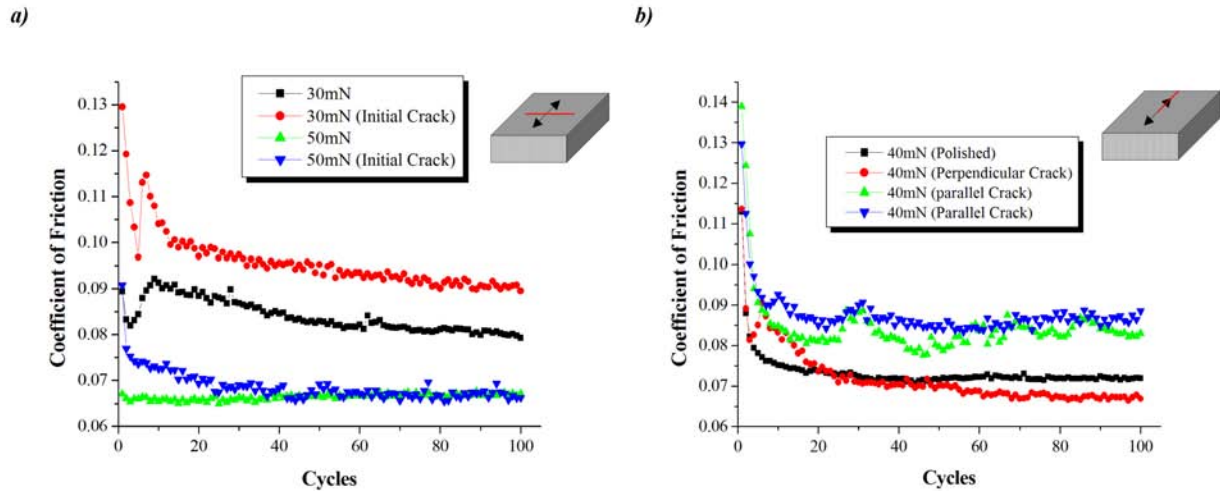 a)
30mN
30mN (Initial Crack)
50mN
50mN (Initial Crack)
0.13
0.12
0.11
0.10
0.09
0.08
0.07
0.06
Coefficient of Friction
0
20
40
60
80
100
Cycles
b)
40mN (Polished)
40mN (Perpendicular Crack)
40mN (parallel Crack)
40mN (Parallel Crack)
0.14
0.13
0.12
0.11
0.10
0.09
0.08
0.07
0.06
Coefficient of Friction
0
20
40
60
80
100
Cycles